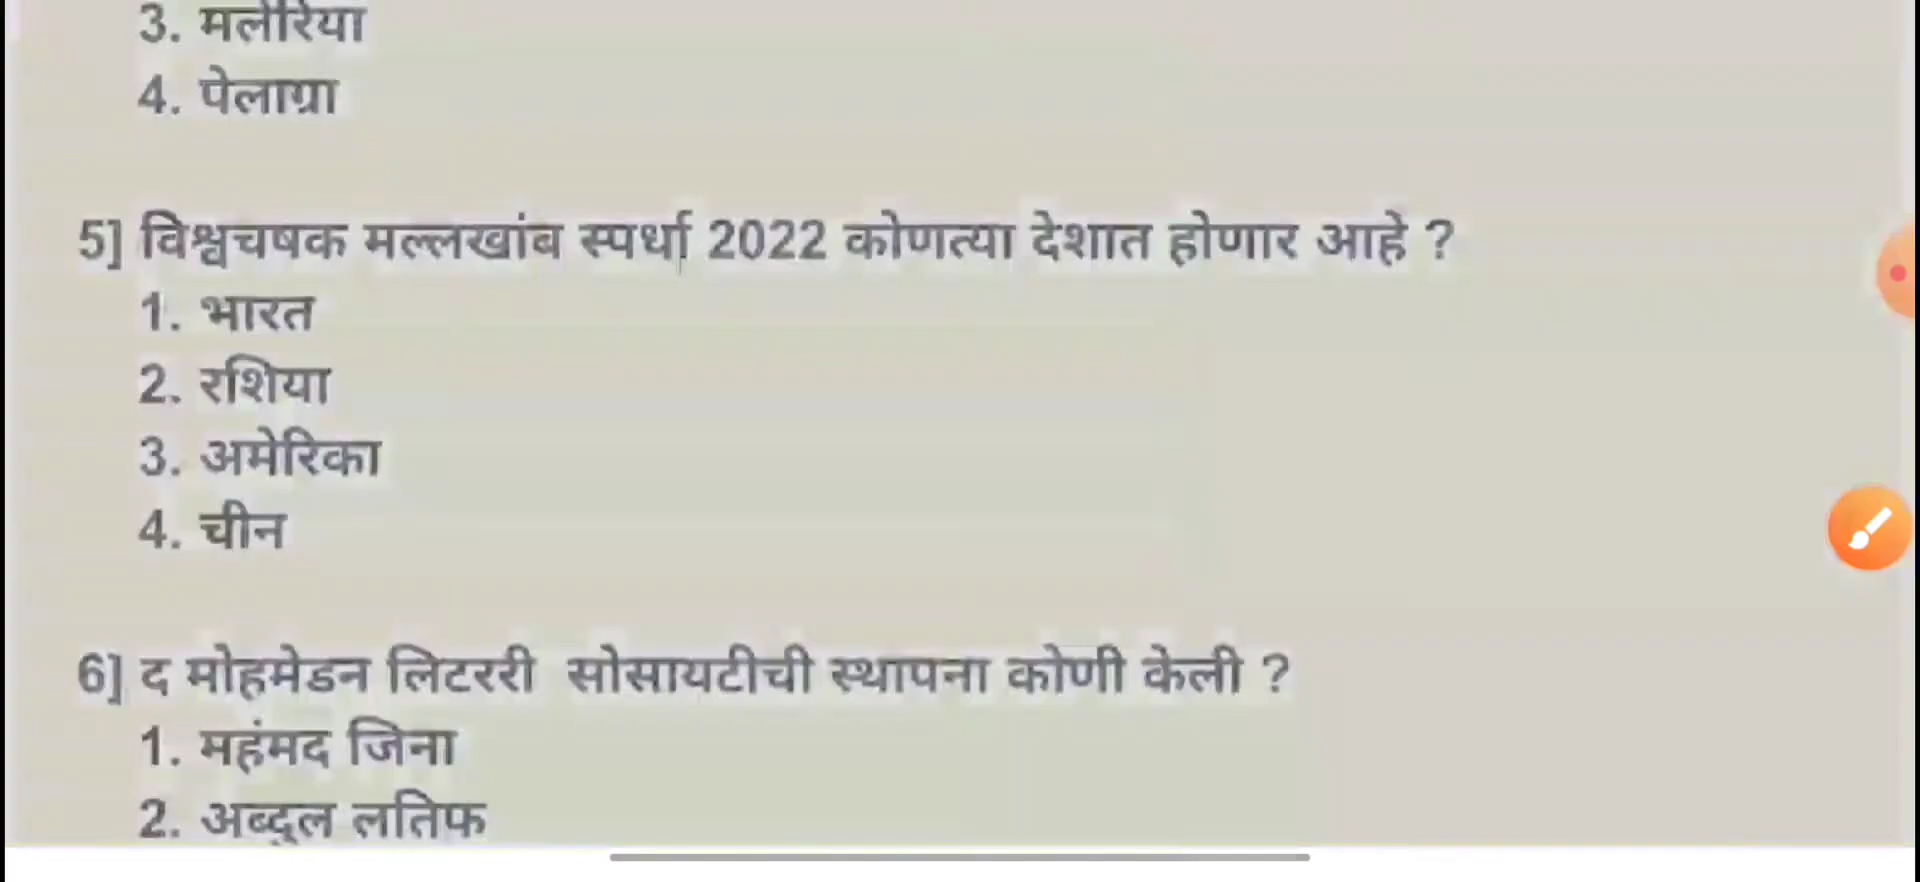 3. मलेरिया
4. पेलाग्रा
5] विश्वचषक मल्लखांब स्पर्धा 2022 कोणत्या देशात होणार आहे ?
1. भारत
2. रशिया
3. अमेरिका
4. चीन
6] द मोहमेडन लिटररी सोसायटीची स्थापना कोणी केली ?
1. महंमद जिना
2. अब्दुल लतिफ